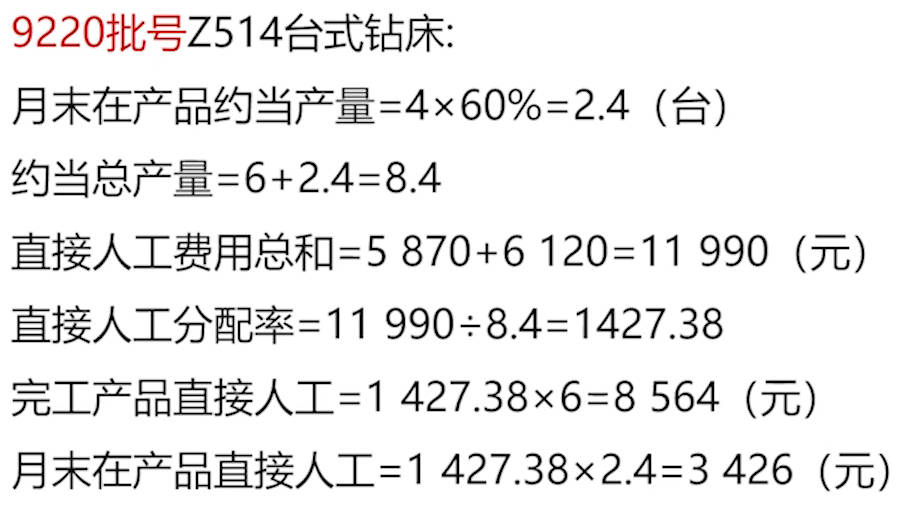 9220批号Z514台式钻床:
月末在产品约当产量=4×60%=2.4（台）
约当总产量=6+2.4=8.4
直接人工费用总和=5 870+6 120=11 990（元）
直接人工分配率=11 990÷8.4=1427.38
完工产品直接人工=1 427.38×6=8 564（元）
月末在产品直接人工=1 427.38×2.4=3 426（元）